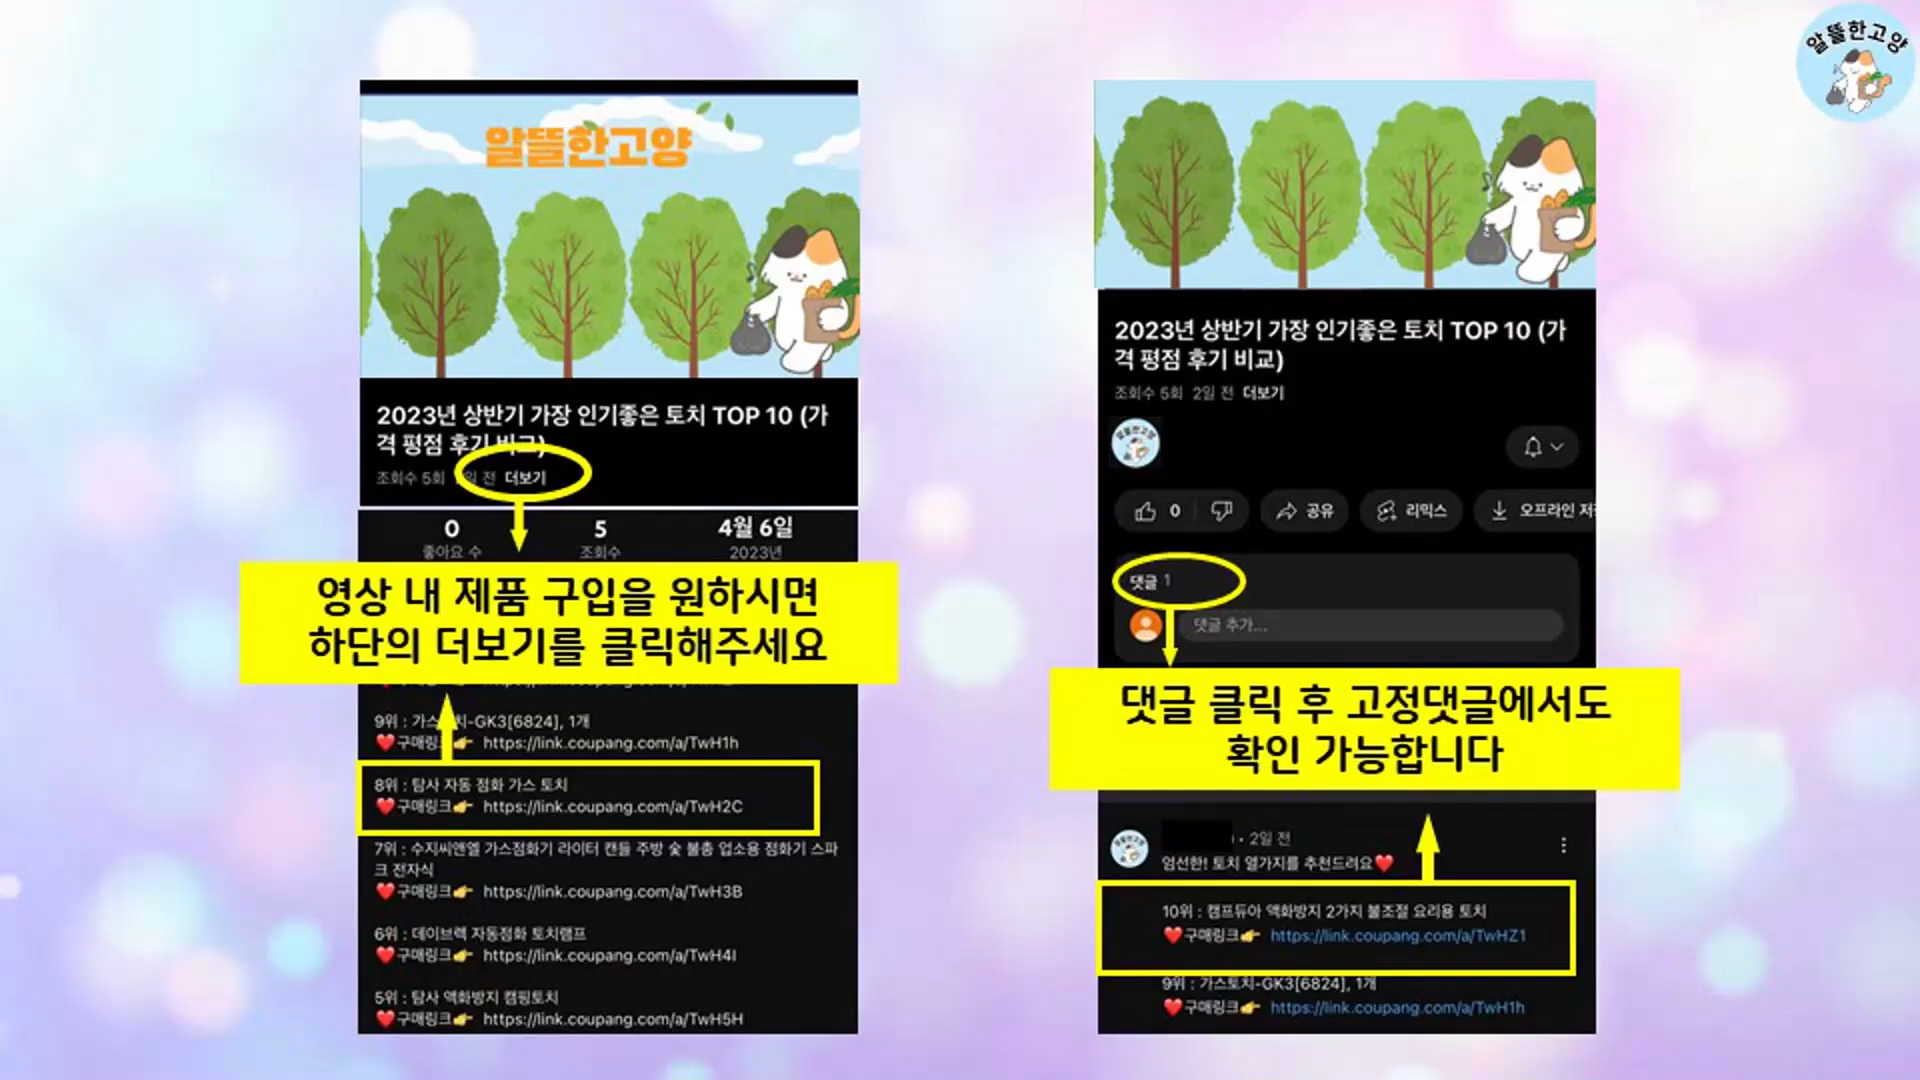 알뜰한고양
알뜰한고양
2023년 상반기 가장 인기좋은 토치 TOP 10 (가
격 평점 후기 비교)
조회수 5회 일 전 더보기
0 5 4월 6일
좋아요 수 조회수 2023년
영상 내 제품 구입을 원하시면
하단의 더보기를 클릭해주세요
9위 : 가스토치-GK3[6824], 1개
❤️구매링크👉 https://link.coupang.com/a/TwH1h
8위 : 탐사 자동 점화 가스 토치
❤️구매링크👉 https://link.coupang.com/a/TwH2C
7위 : 수지씨앤엘 가스점화기 라이터 캔들 주방 숯 불총 업소용 점화기 스파
크 전자식
❤️구매링크👉 https://link.coupang.com/a/TwH3B
6위 : 데이브렉 자동점화 토치램프
❤️구매링크👉 https://link.coupang.com/a/TwH4I
5위 : 탐사 액화방지 캠핑토치
❤️구매링크👉 https://link.coupang.com/a/TwH5H
2023년 상반기 가장 인기좋은 토치 TOP 10 (가
격 평점 후기 비교)
조회수 5회 2일 전 더보기
알뜰한고양
0 공유 리믹스 오프라인 저
댓글 1
댓글 추가...
댓글 클릭 후 고정댓글에서도
확인 가능합니다
• 2일 전
엄선한! 토치 열가지를 추천드려요❤️
10위 : 캠프듀아 액화방지 2가지 불조절 요리용 토치
❤️구매링크👉 https://link.coupang.com/a/TwHZ1
9위 : 가스토치-GK3[6824], 1개
❤️구매링크👉 https://link.coupang.com/a/TwH1h